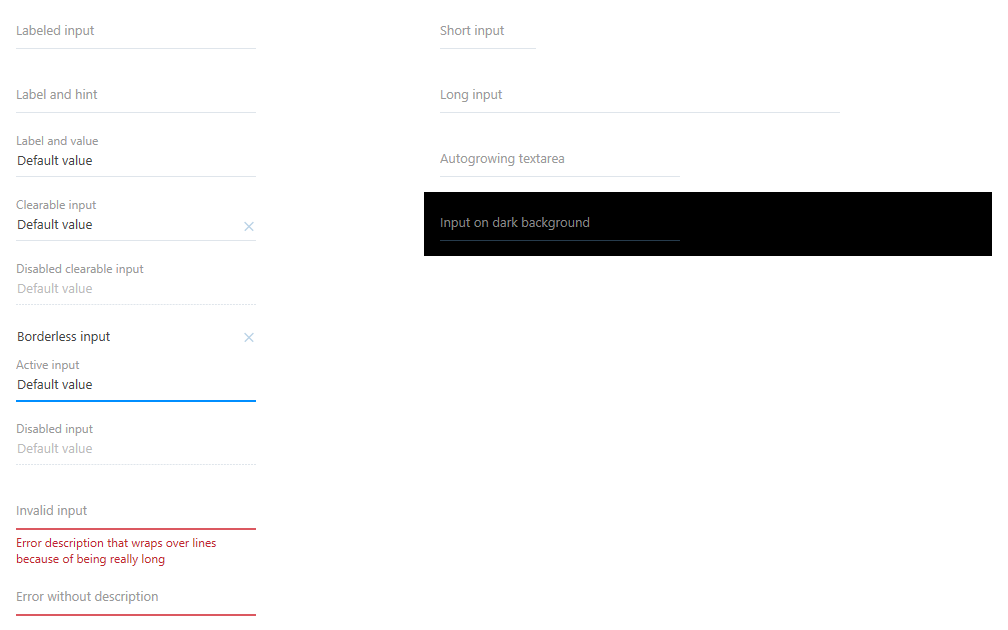 Labeled input
Label and hint
Label and value
Default value
Clearable input
Default value
Disabled clearable input
Default value
Borderless input
Active input
Default value
Disabled input
Default value
Invalid input
Error description that wraps over lines
because of being really long
Error without description
Short input
Long input
Autogrowing textarea
Input on dark background